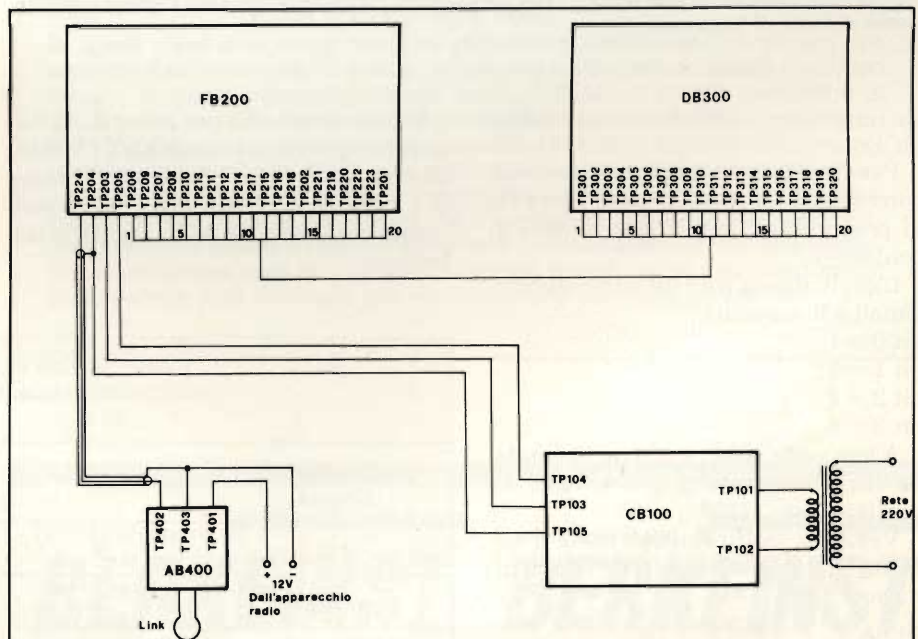 FB200
DB300
TP224
TP204
TP203
TP205
TP206
TP209
TP207
TP208
TP210
TP213
TP211
TP212
TP214
TP217
TP215
TP216
TP218
TP202
TP221
TP219
TP220
TP222
TP223
TP201
TP301
TP302
TP303
TP304
TP305
TP306
TP307
TP308
TP309
TP310
TP311
TP312
TP313
TP314
TP315
TP316
TP317
TP318
TP319
TP320
1 5 10 15 20
1 5 10 15 20
TP104
TP103
TP105
CB100
TP101
TP102
Rete
220V
TP402
TP403
TP401
AB400
+ 12V -
Dall'apparecchio
radio
Link